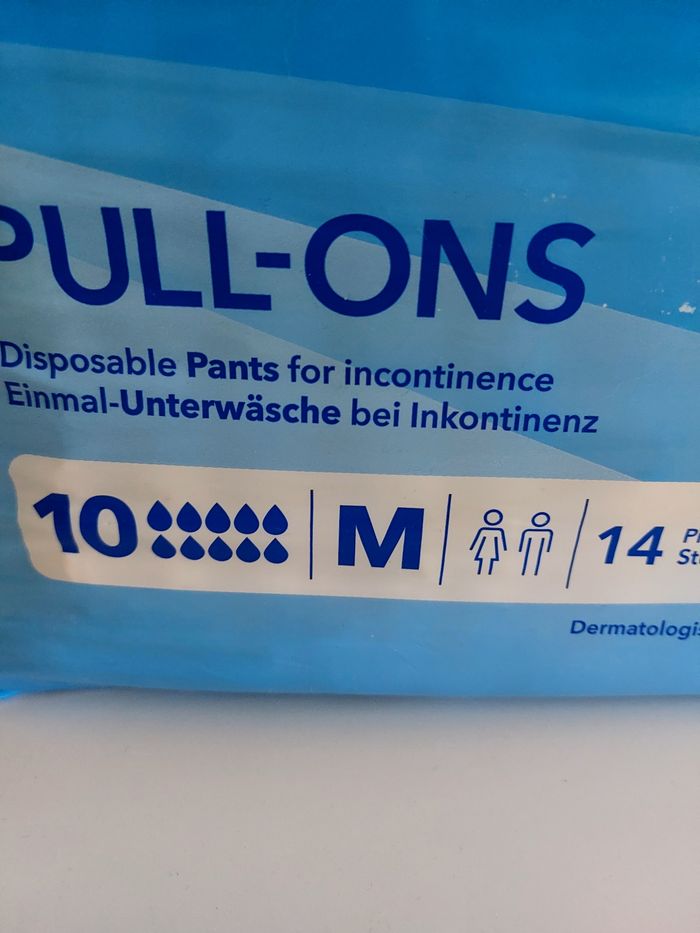 PULL-ONS
Disposable Pants for incontinence
Einmal-Unterwäsche bei Inkontinenz
10 M 14